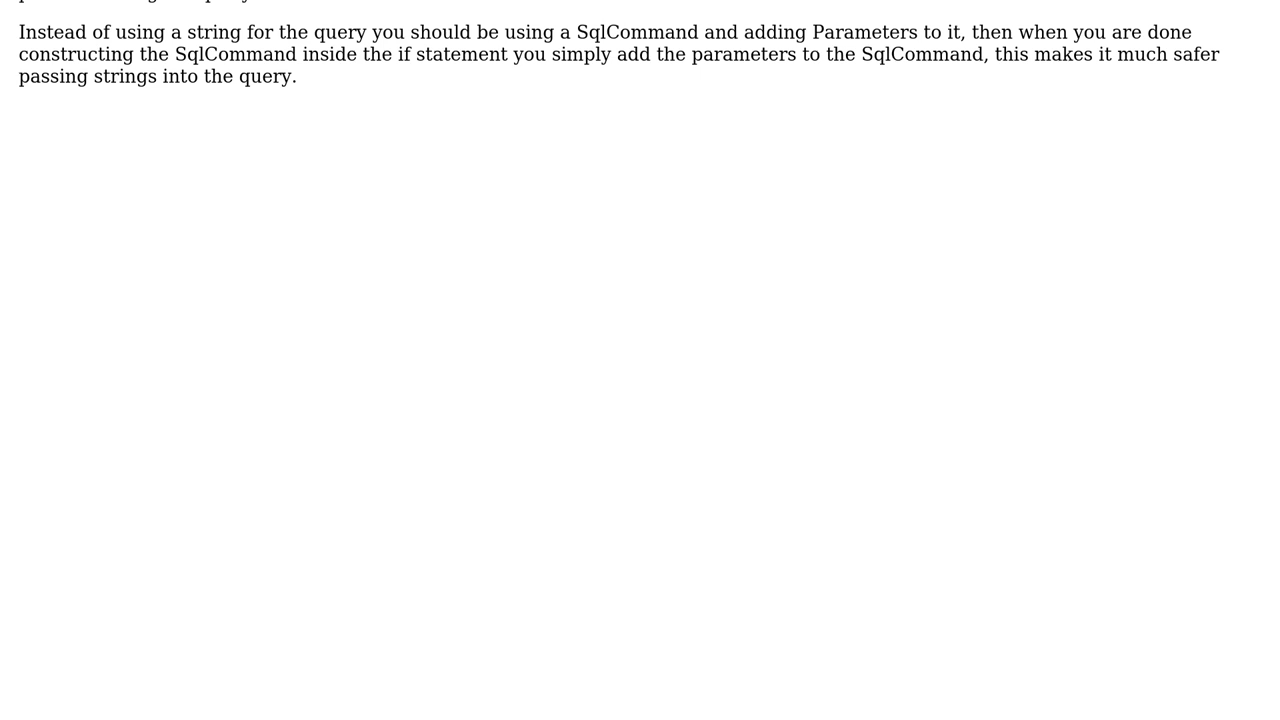 Instead of using a string for the query you should be using a SqlCommand and adding Parameters to it, then when you are done
constructing the SqlCommand inside the if statement you simply add the parameters to the SqlCommand, this makes it much safer
passing strings into the query.